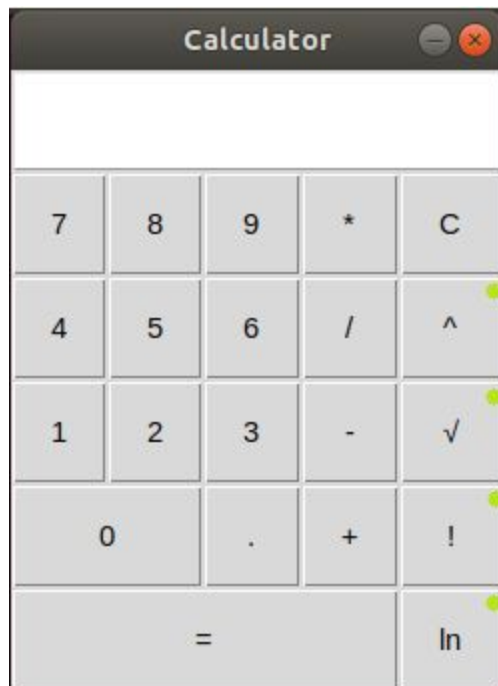 Calculator
7 8 9 * C
4 5 6 / ^
1 2 3 - √
0 . + !
= ln